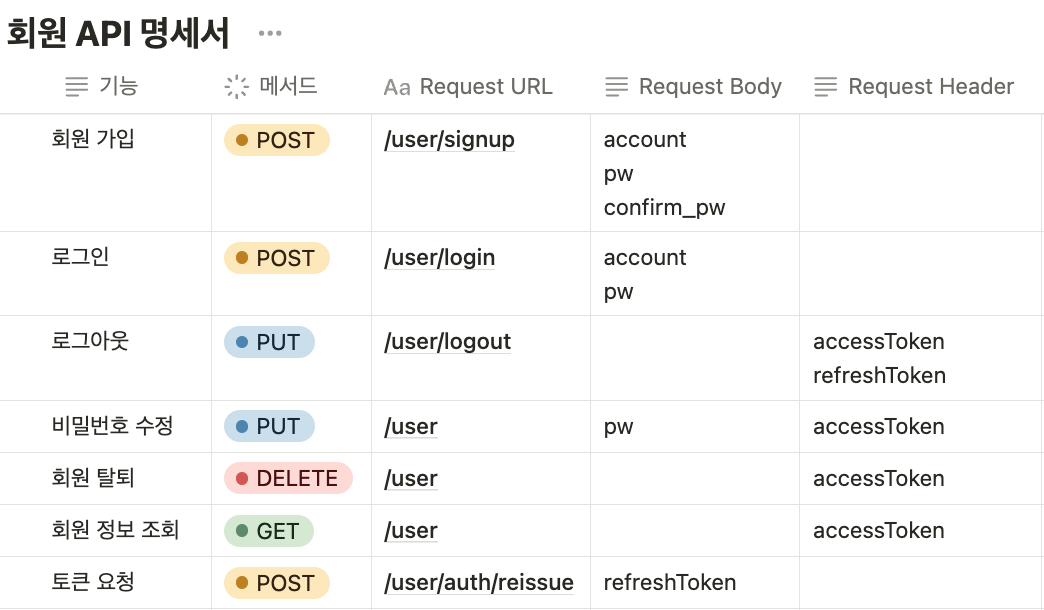 회원 API 명세서
기능 메서드 Aa Request URL Request Body Request Header
회원 가입 POST /user/signup account
pw
confirm_pw
로그인 POST /user/login account
pw
로그아웃 PUT /user/logout accessToken
refreshToken
비밀번호 수정 PUT /user pw accessToken
회원 탈퇴 DELETE /user accessToken
회원 정보 조회 GET /user accessToken
토큰 요청 POST /user/auth/reissue refreshToken